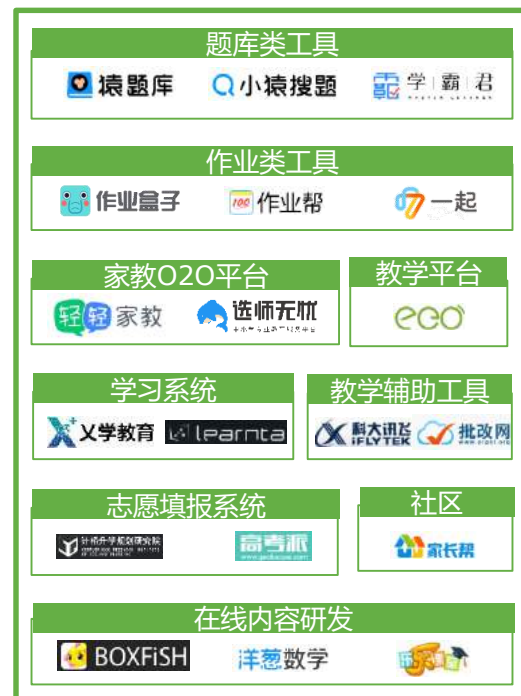 题库类工具
猿题库 小猿搜题 学霸君
作业类工具
作业盒子 100 作业帮 一起
家教O2O平台 教学平台
轻轻家教 选师无忧 eco
学习系统 教学辅助工具
乂学教育 learnta 科大讯飞 iFLYTEK 批改网
志愿填报系统 社区
高考派 家长帮
在线内容研发
BOXFiSH 洋葱数学